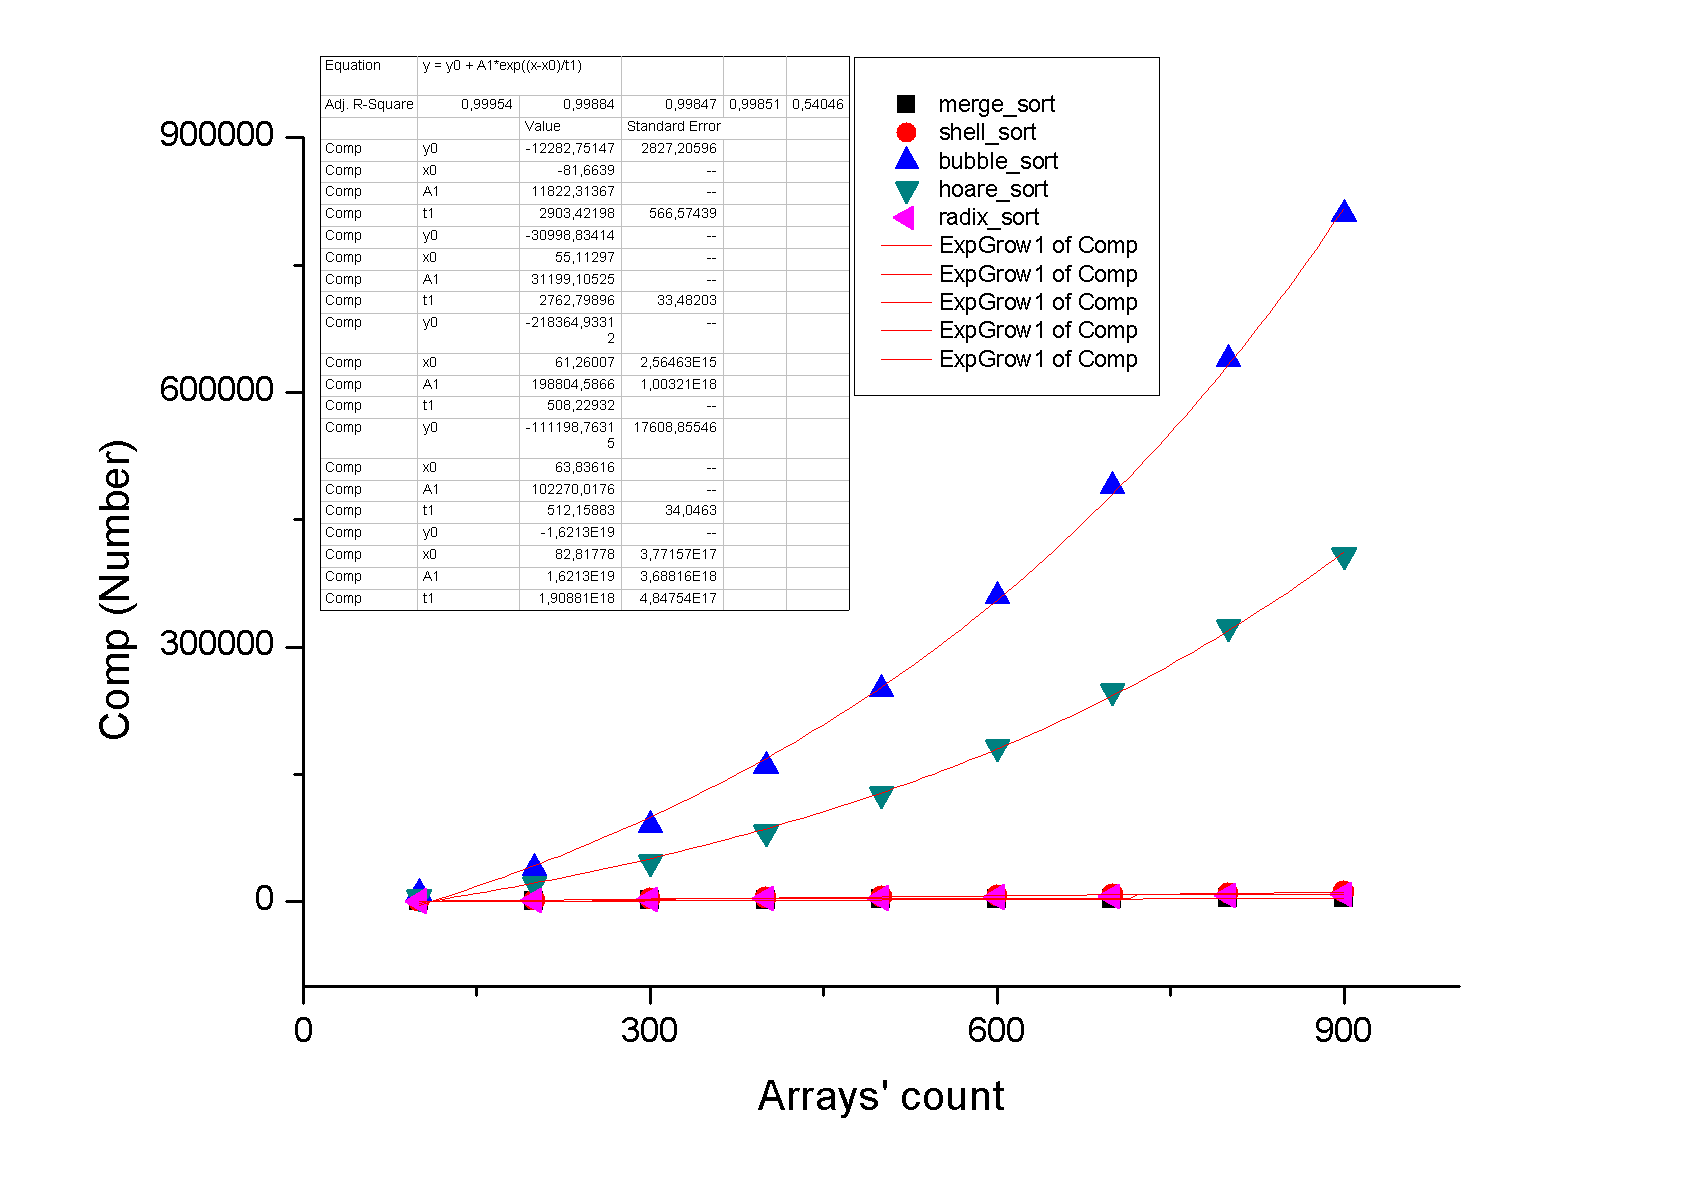 Equation y = y0 + A1*exp((x-x0)/t1)
Adj. R-Square 0,99954 0,99884 0,99847 0,99851 0,54046
Value Standard Error
Comp y0 -12282,75147 2827,20596
Comp x0 -81,6639 --
Comp A1 11822,31367 --
Comp t1 2903,42198 566,57439
Comp y0 -30998,83414 --
Comp x0 55,11297 --
Comp A1 31199,10525 --
Comp t1 2762,79896 33,48203
Comp y0 -218364,9331 --
2
Comp x0 61,26007 2,56463E15
Comp A1 198804,5866 1,00321E18
Comp t1 508,22932 --
Comp y0 -111198,7631 17608,85546
5
Comp x0 63,83616 --
Comp A1 102270,0176 --
Comp t1 512,15883 34,0463
Comp y0 -1,6213E19 --
Comp x0 82,81778 3,77157E17
Comp A1 1,6213E19 3,68816E18
Comp t1 1,90881E18 4,84754E17
merge_sort
shell_sort
bubble_sort
hoare_sort
radix_sort
ExpGrow1 of Comp
ExpGrow1 of Comp
ExpGrow1 of Comp
ExpGrow1 of Comp
ExpGrow1 of Comp
900000
600000
300000
0
Comp (Number)
0 300 600 900
Arrays' count